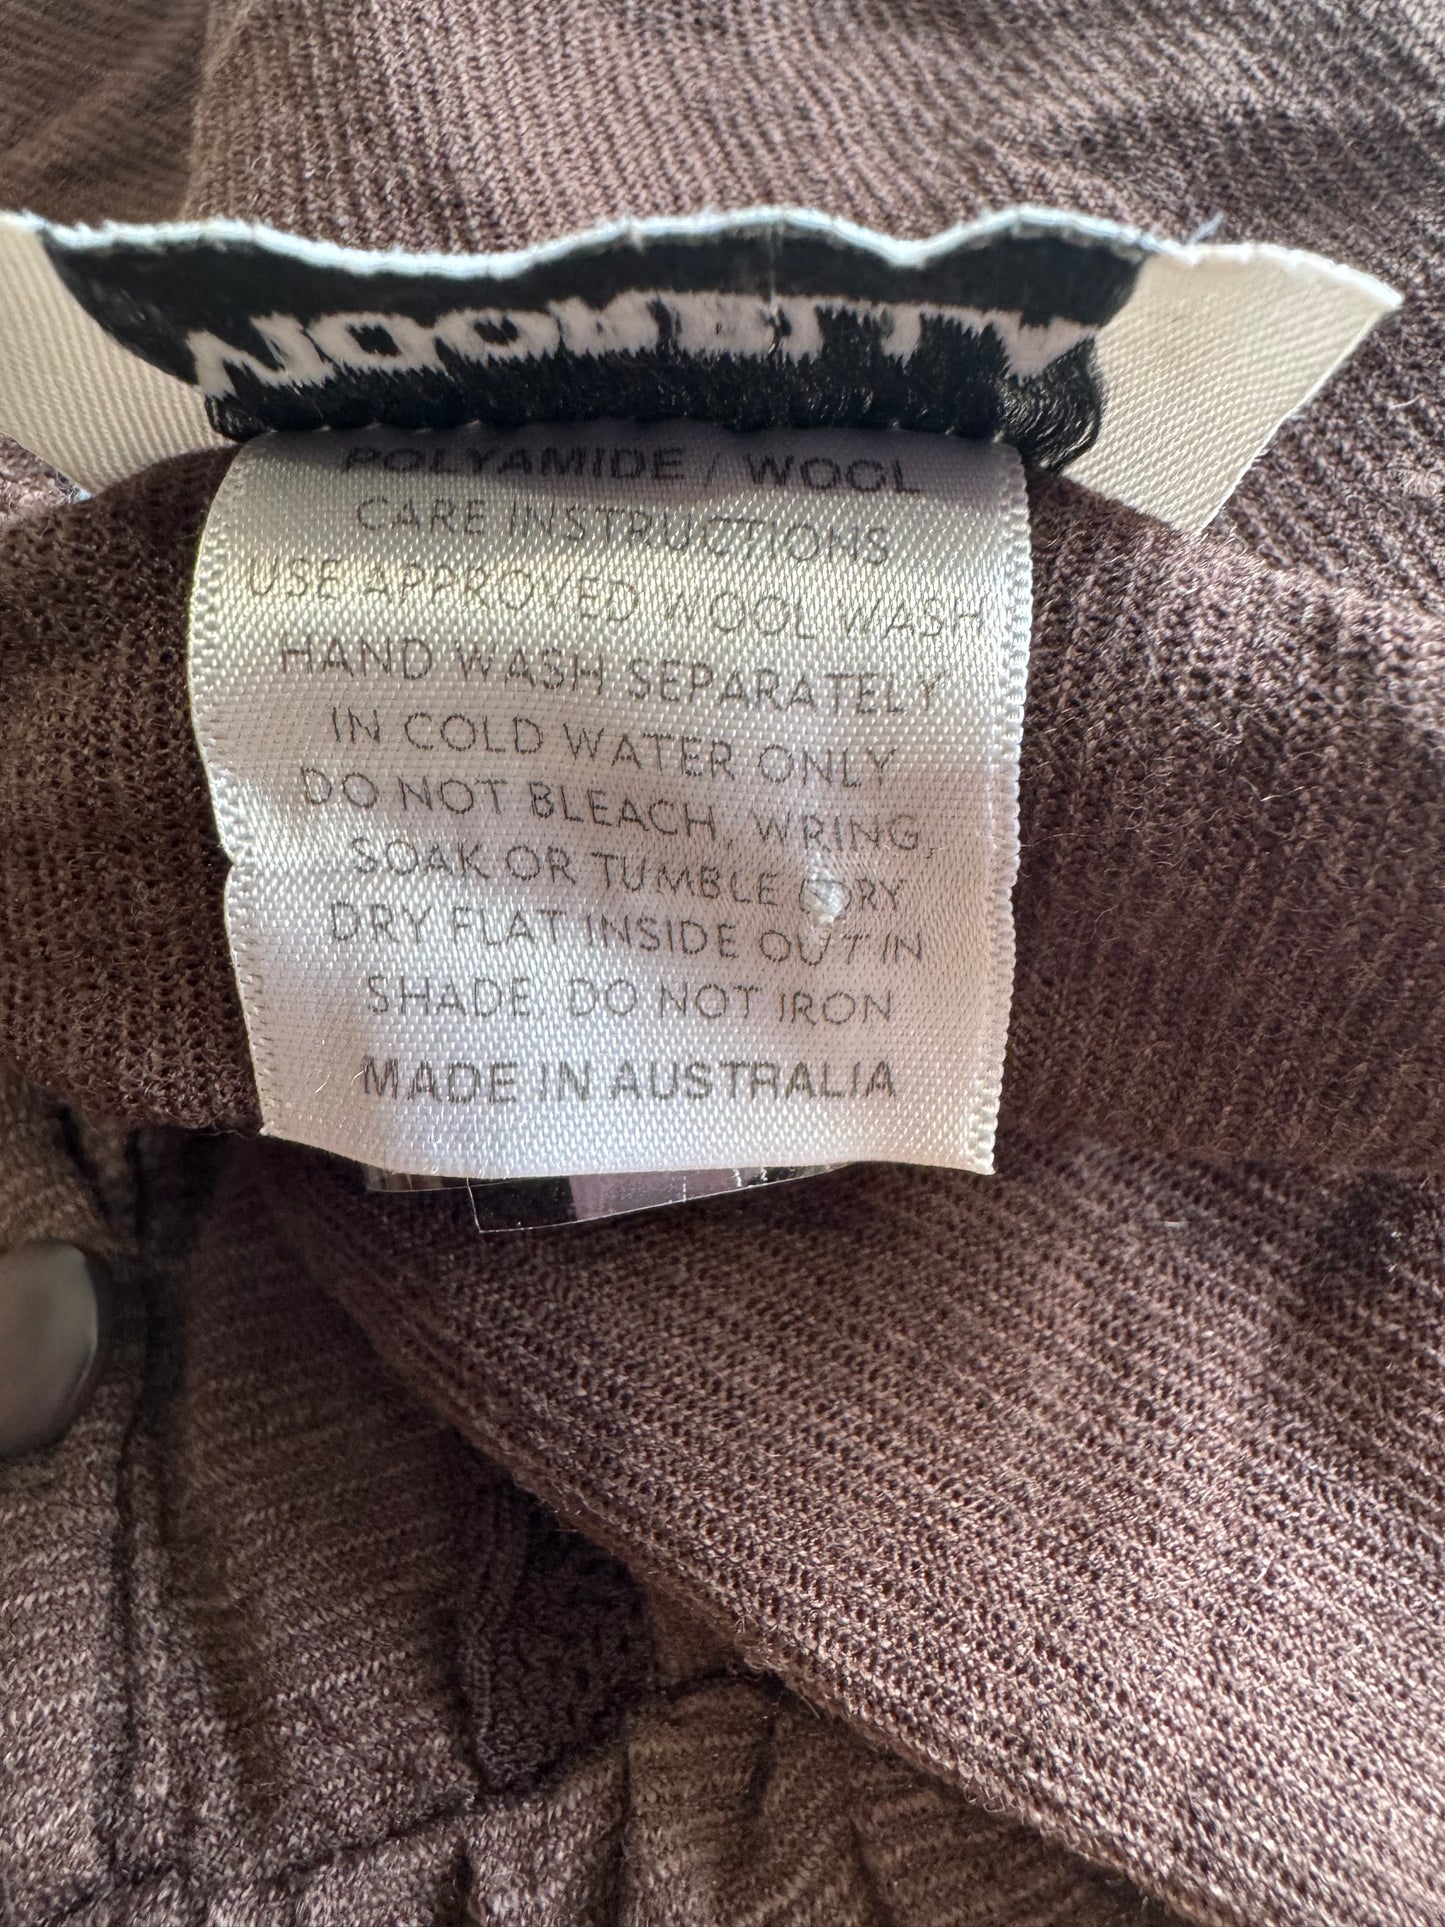 POLYAMIDE / WOOL
CARE INSTRUCTIONS
USE APPROVED WOOL WASH
HAND WASH SEPARATELY
IN COLD WATER ONLY
DO NOT BLEACH, WRING,
SOAK OR TUMBLE DRY
DRY FLAT INSIDE OUT IN
SHADE, DO NOT IRON
MADE IN AUSTRALIA